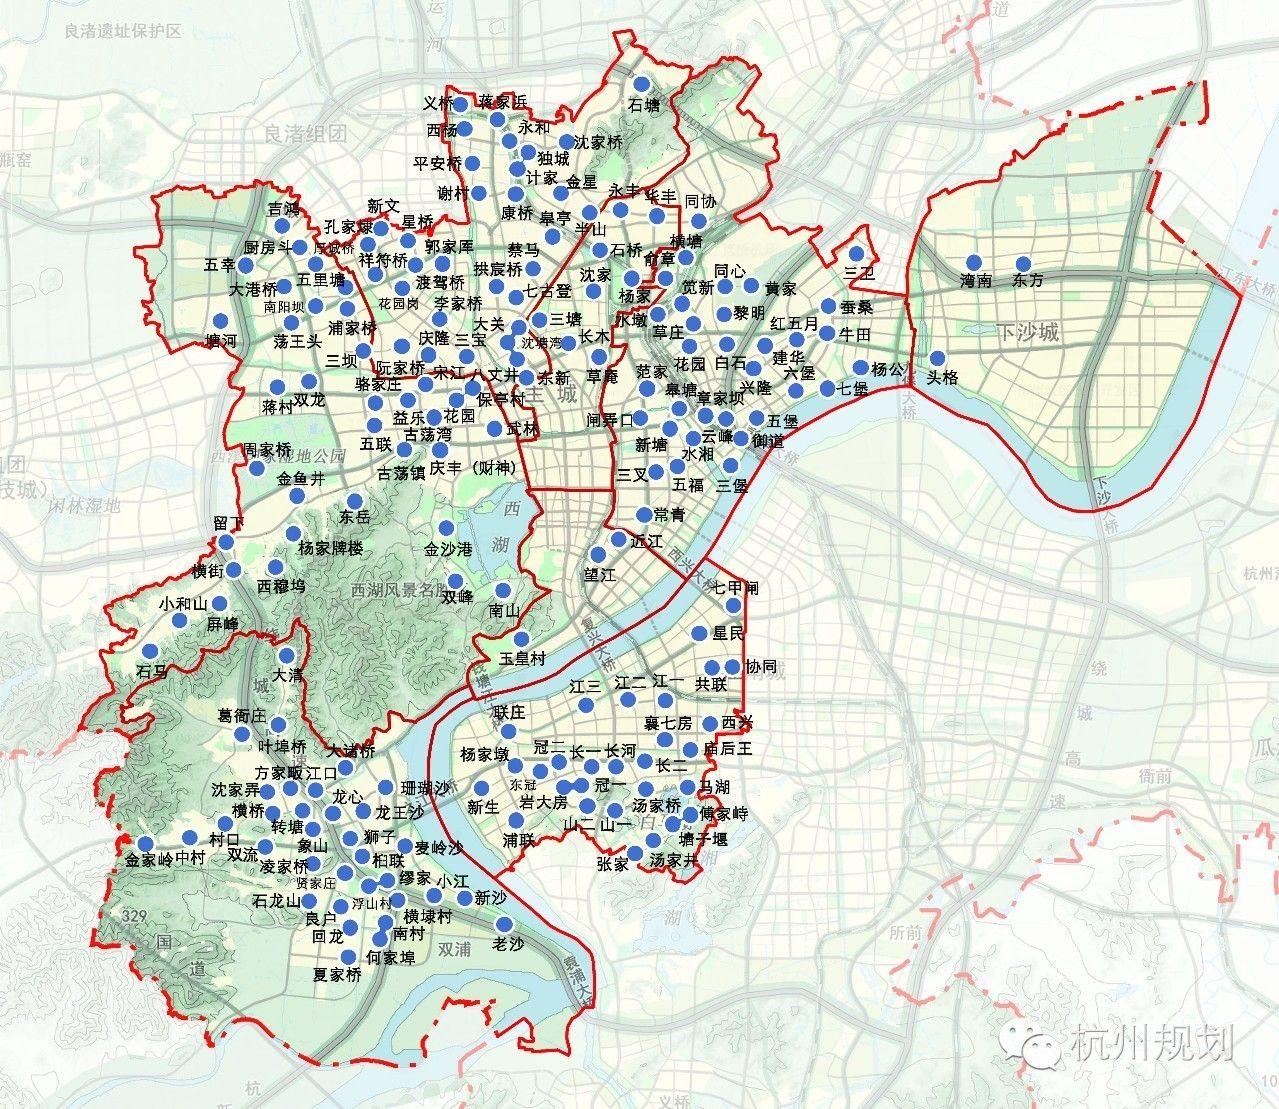 良渚遗址保护区
运
河
道
良渚组团
瓶窑
义桥
蒋家浜
西杨
永和
沈家桥
石塘
独城
平安桥
计家
金星
谢村
康桥
皋亭
永丰
华丰
同协
半山
吉鸿
新文
孔家埭
星桥
厨房斗
厚诚桥
祥符桥
郭家厍
蔡马
石桥
横塘
俞章
五幸
五里塘
渡驾桥
拱宸桥
沈家
同心
三卫
湾南
东方
江东大桥
大港桥
南阳坝
花园岗
李家桥
七古登
杨家
笕新
黄家
蚕桑
浦家桥
大关
三塘
水墩
草庄
黎明
红五月
牛田
下沙城
塘河
荡王头
三坝
庆隆
三宝
沈塘湾
长木
阮家桥
宋江
八丈井
东新
草庵
范家
花园
白石
建华
六堡
杨公
头格
骆家庄
保亭村
主城
皋塘
章家坝
兴隆
七堡
蒋村
双龙
益乐
花园
闸弄口
五联
古荡湾
武林
新塘
云峰
五堡
御道
周家桥
古荡镇
庆丰（财神）
三叉
水湘
五福
三堡
下沙大桥
金鱼井
东岳
闲林湿地
留下
杨家牌楼
金沙港
西
湖
常青
近江
横街
西穆坞
西湖风景名胜
双峰
望江
西兴大桥
小和山
屏峰
南山
七甲闸
玉皇村
复兴大桥
星民
石马
大清
共联
协同
绕
城
高
速
江三
江二
江一
葛衙庄
联庄
襄七房
西兴
叶埠桥
大诸桥
杨家墩
冠二
长一
长河
长二
庙后王
方家畈
江口
沈家弄
珊瑚沙
东冠
冠一
马湖
横桥
龙心
龙王沙
新生
岩大房
汤家桥
傅家峙
转塘
村口
狮子
浦联
山二
山一
塘子堰
金家岭
中村
双流
象山
麦岭沙
张家
汤家井
凌家桥
枱联
贤家庄
缪家
小江
石龙山
浮山村
新沙
良户
横埭村
回龙
南村
老沙
双浦
夏家桥
何家埠
袁浦大桥
329
国
道
所前
衙前
瓜
义桥
杭
杭州规划